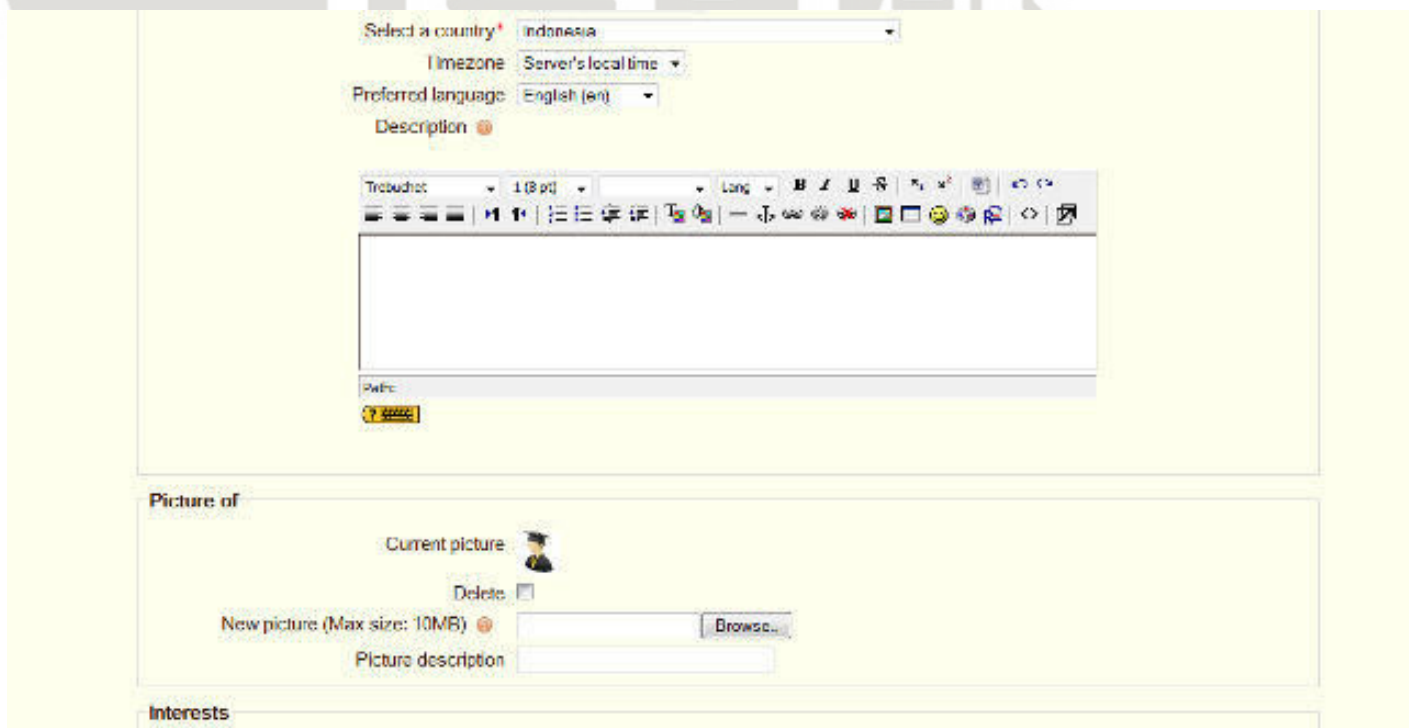 Select a country* Indonesia
Timezone Server's local time
Preferred language English (en)
Description
Trebuchet 1 (8 pt) Lang B I U S
Path:
?
Picture of
Current picture
Delete
New picture (Max size: 10MB) Browse..
Picture description
Interests